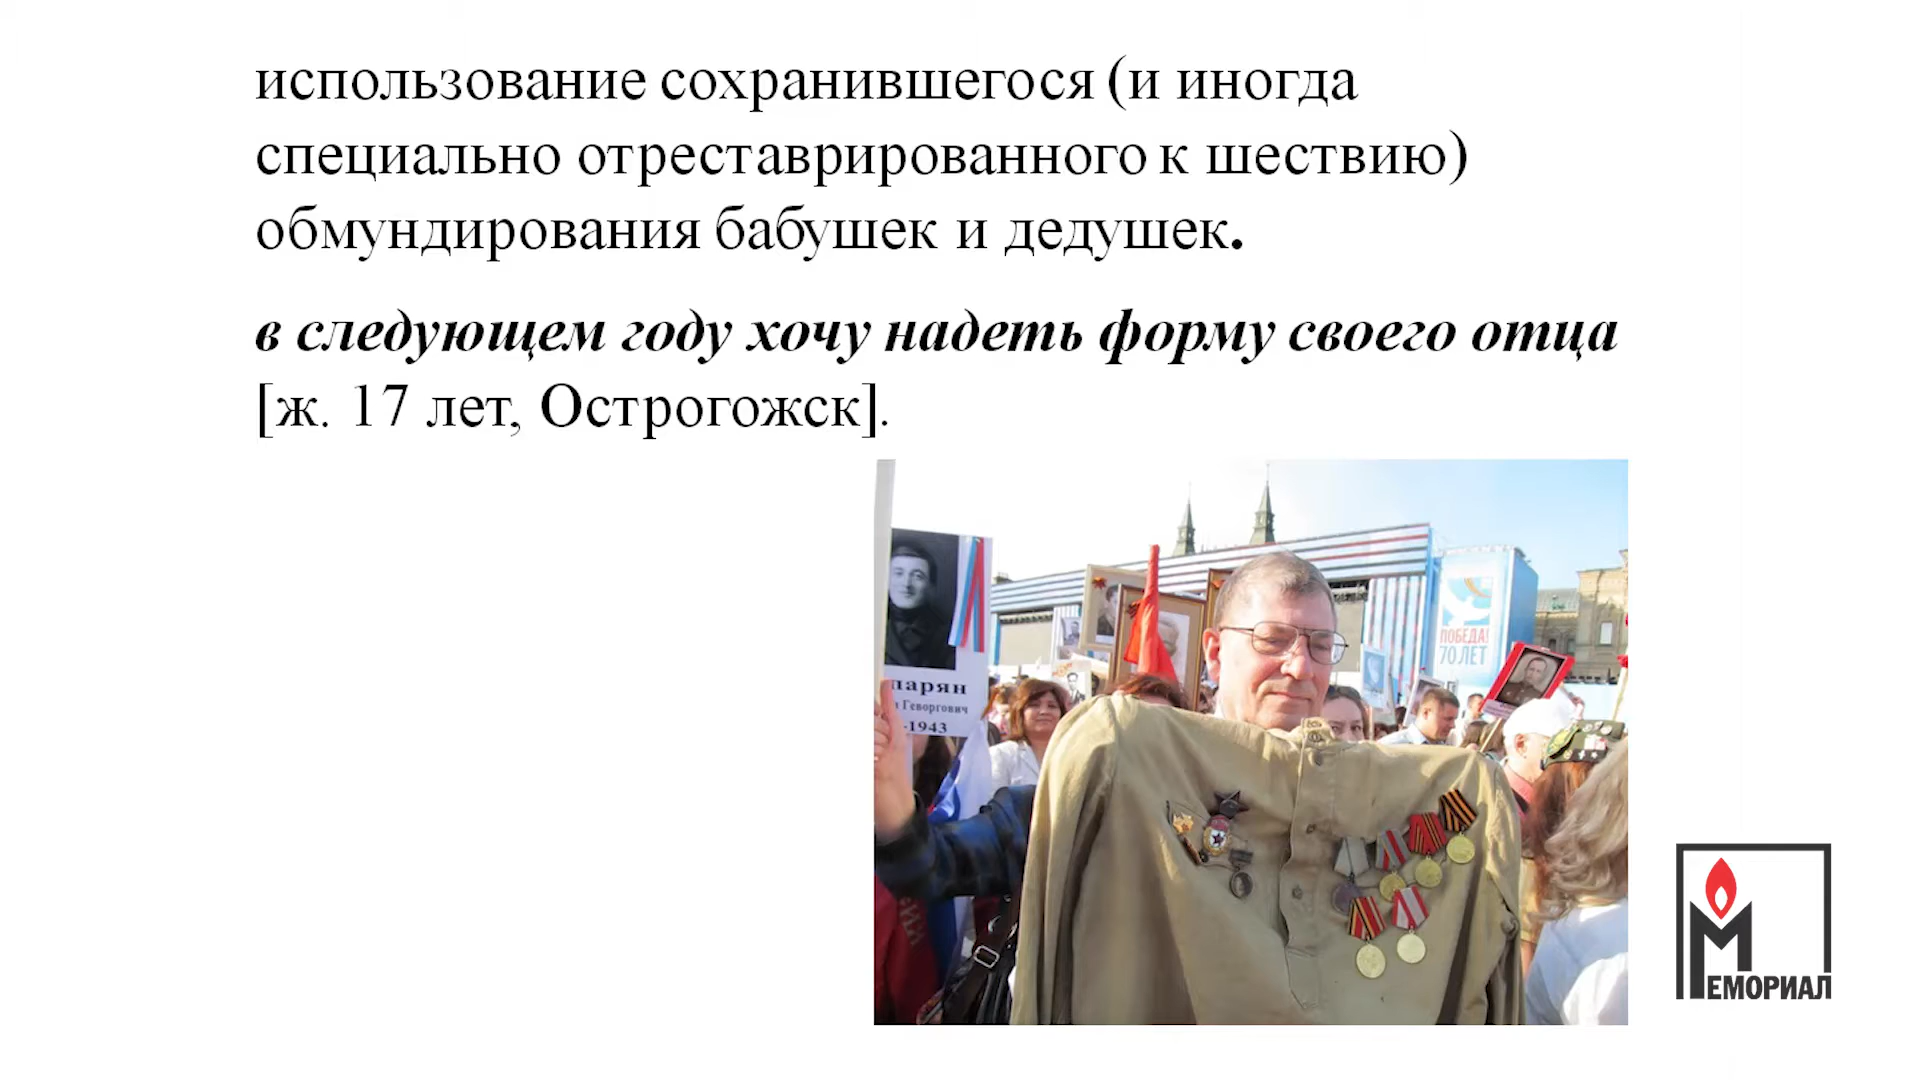 использование сохранившегося (и иногда
специально отреставрированного к шествию)
обмундирования бабушек и дедушек.
в следующем году хочу надеть форму своего отца
[ж. 17 лет, Острогожск].
парян
Геворгович
-1943
ПОБЕДА!
70 ЛЕТ
МЕМОРИАЛ